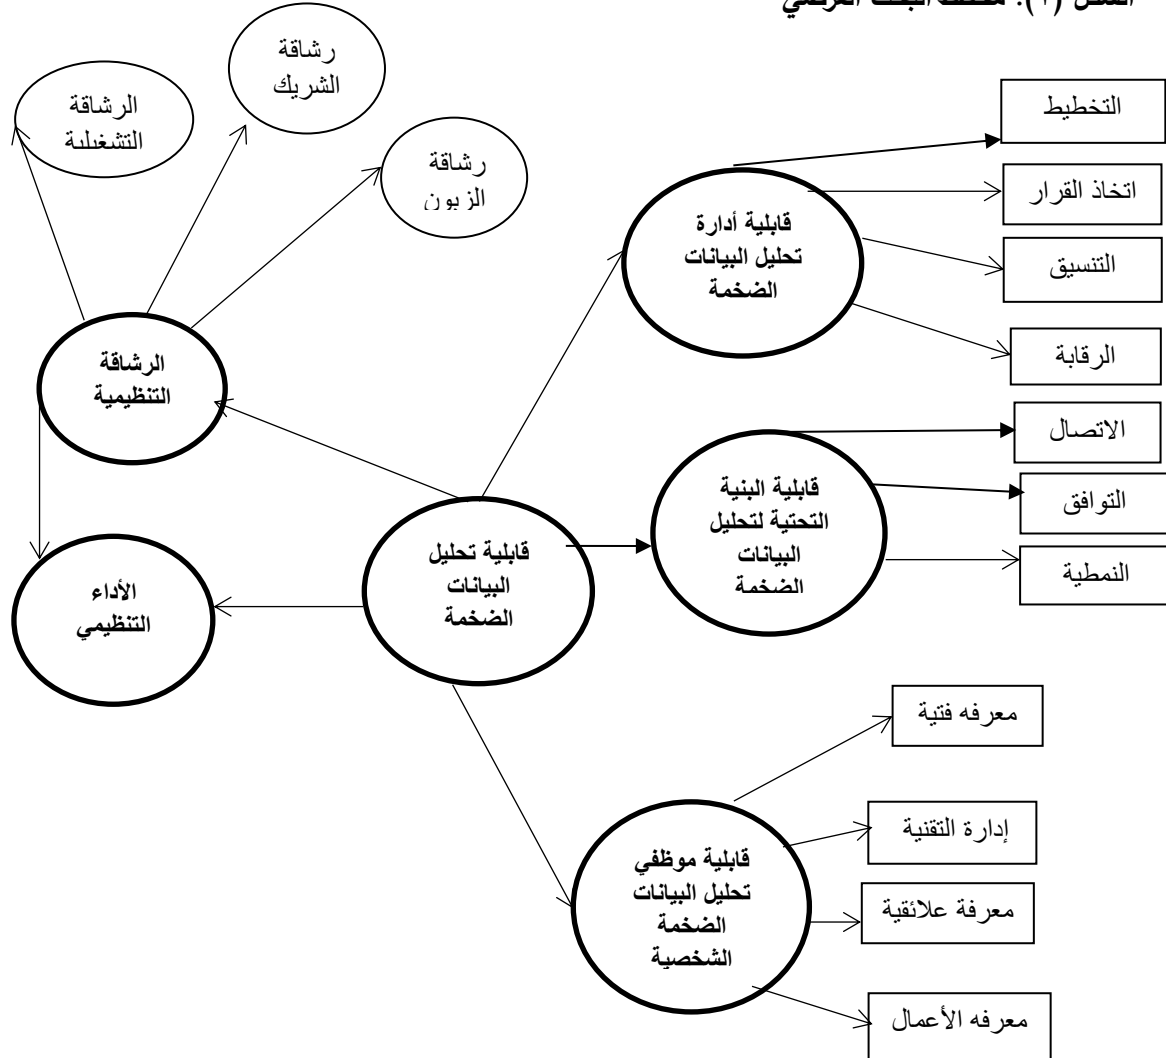 رشاقة
الشريك
الرشاقة
التشغيلية
رشاقة
الزبون
التخطيط
اتخاذ القرار
التنسيق
الرقابة
قابلية أدارة
تحليل البيانات
الضخمة
الرشاقة
التنظيمية
الاتصال
التوافق
النمطية
قابلية البنية
التحتية لتحليل
البيانات
الضخمة
قابلية تحليل
البيانات
الضخمة
الأداء
التنظيمي
معرفه فتية
إدارة التقنية
معرفة علائقية
معرفه الأعمال
قابلية موظفي
تحليل البيانات
الضخمة
الشخصية